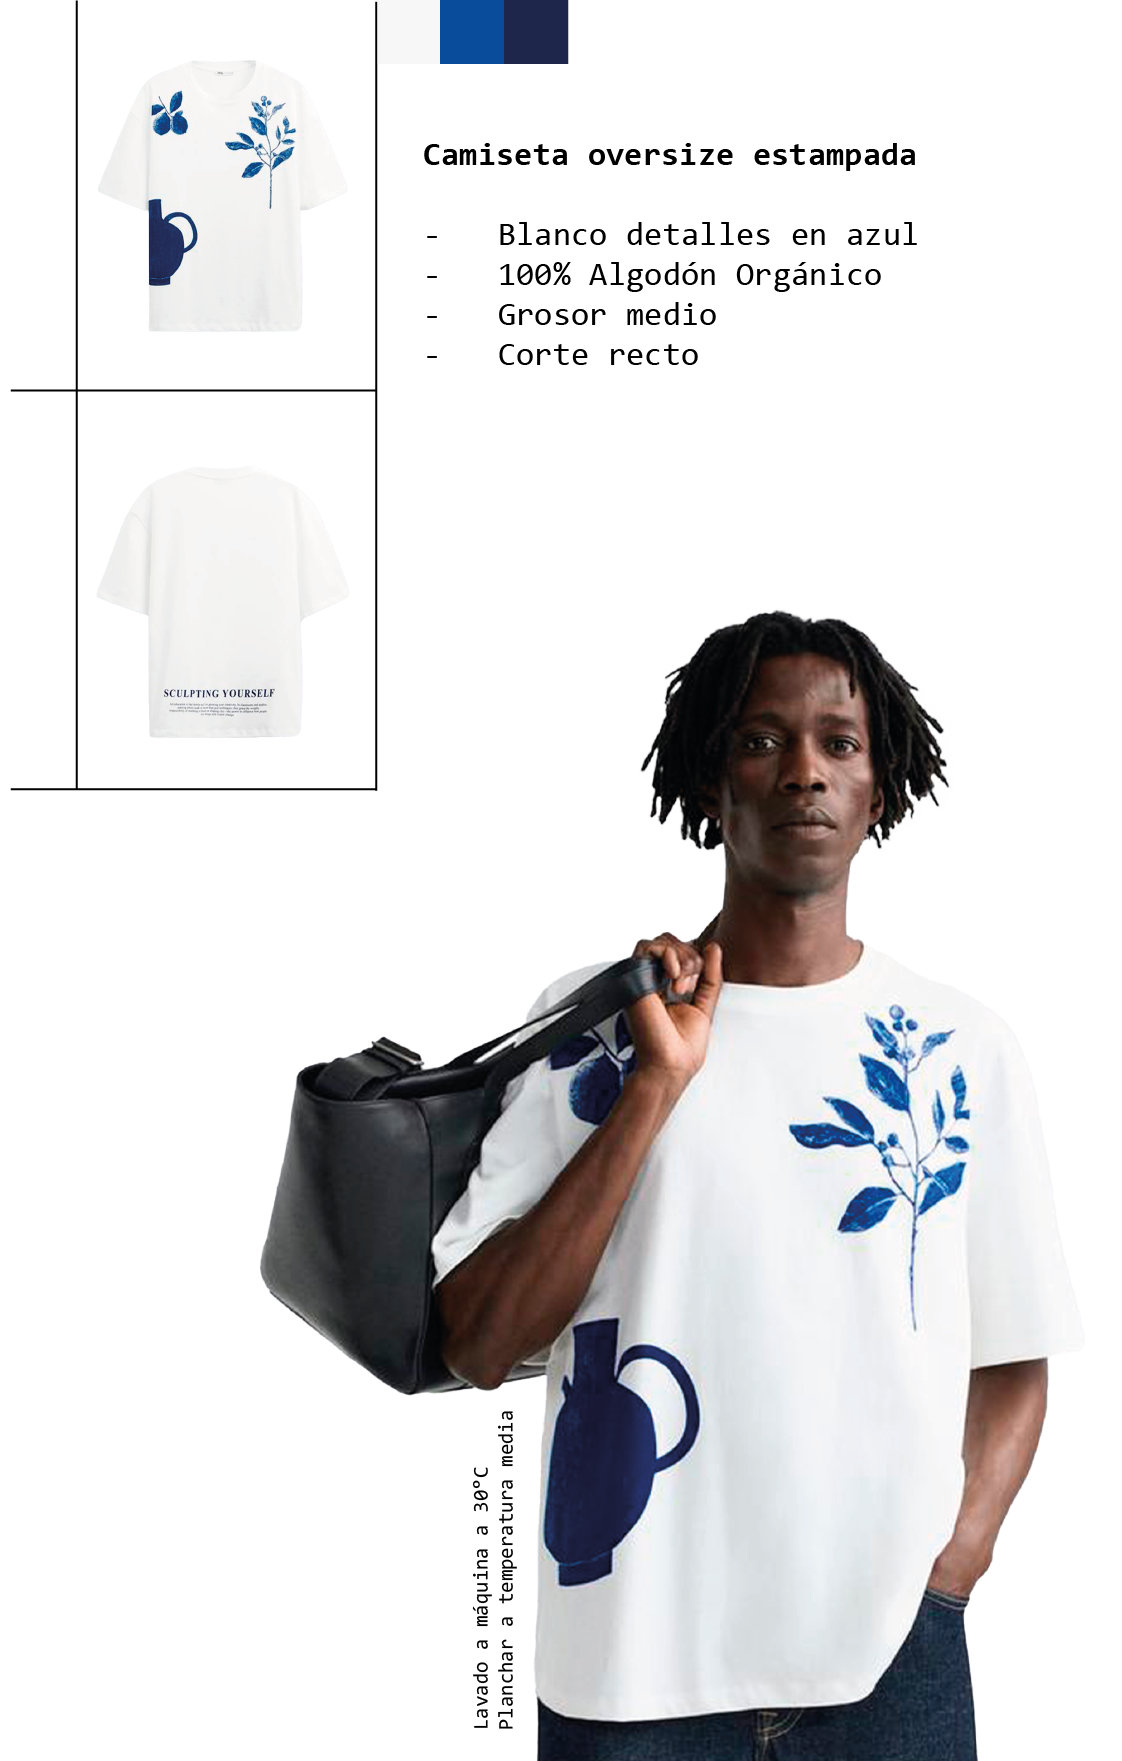 Camiseta oversize estampada
- Blanco detalles en azul
- 100% Algodón Orgánico
- Grosor medio
- Corte recto
SCULPTING YOURSELF
Lavado a máquina a 30ºC
Planchar a temperatura media